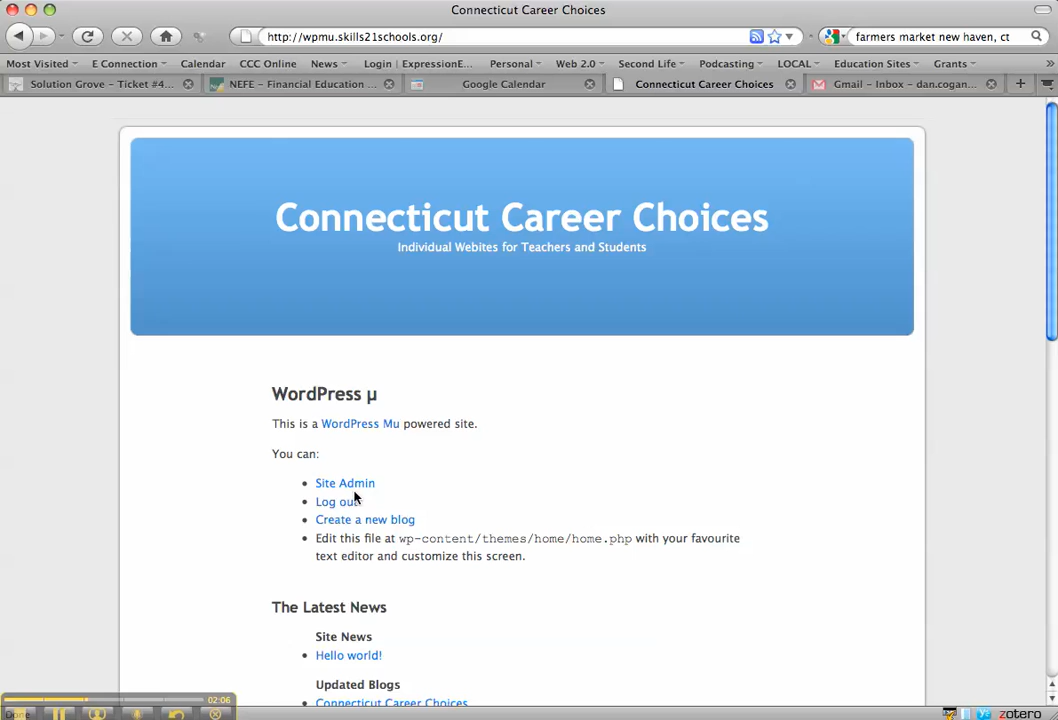 Connecticut Career Choices
http://wpmu.skills21schools.org/
farmers market new haven, ct
Most Visited E Connection Calendar CCC Online News Login | ExpressionE... Personal Web 2.0 Second Life Podcasting LOCAL Education Sites Grants »
Solution Grove – Ticket #4... NEFE – Financial Education ... Google Calendar Connecticut Career Choices Gmail – Inbox – dan.cogan...
Connecticut Career Choices
Individual Webites for Teachers and Students
WordPress µ
This is a WordPress Mu powered site.
You can:
• Site Admin
• Log out
• Create a new blog
• Edit this file at wp-content/themes/home/home.php with your favourite
text editor and customize this screen.
The Latest News
Site News
• Hello world!
Updated Blogs
Connecticut Career Choices
02:06
Done
zotero